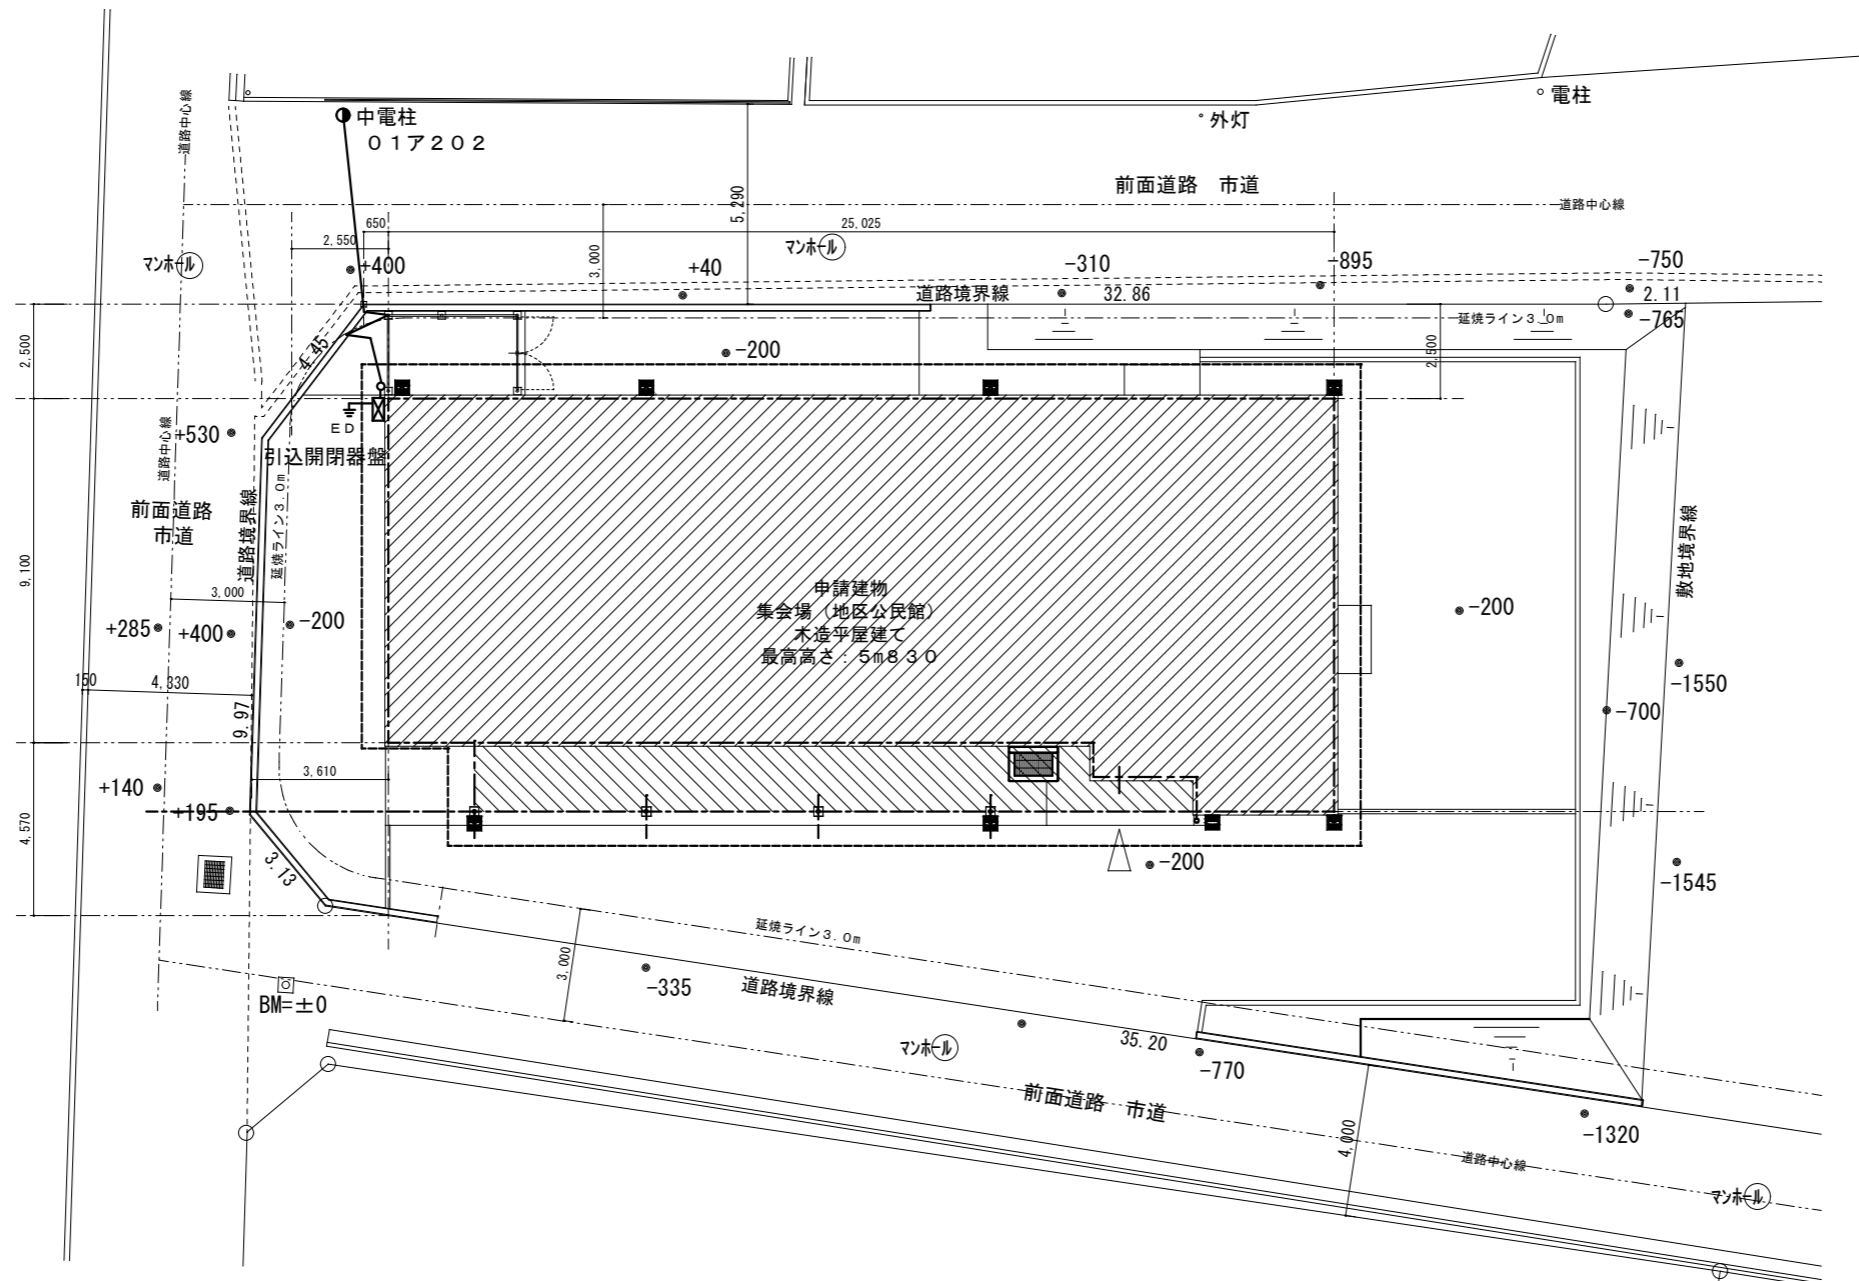 電柱
外灯
中電柱
０１ア２０２
道路中心線
前面道路　市道
道路中心線
5,290
650
25,025
2,550
3,000
マンホール
マンホール
+400
+40
-310
-895
-750
道路境界線
32.86
2.11
-765
延焼ライン３.０ｍ
4.45
2,500
-200
2,500
ＥＤ
+530
引込開閉器盤
道路中心線
前面道路
市道
道路境界線
延焼ライン３.０ｍ
敷地境界線
9,100
3,000
申請建物
集会場（地区公民館）
木造平屋建て
最高高さ：５ｍ８３０
-200
+285
+400
-200
150
4,330
9.97
-1550
-700
3,610
+140
+195
4,570
3.13
-200
-1545
延焼ライン３.０ｍ
3,000
-335
道路境界線
BM=±0
マンホール
35.20
-770
前面道路　市道
4,000
-1320
道路中心線
マンホール